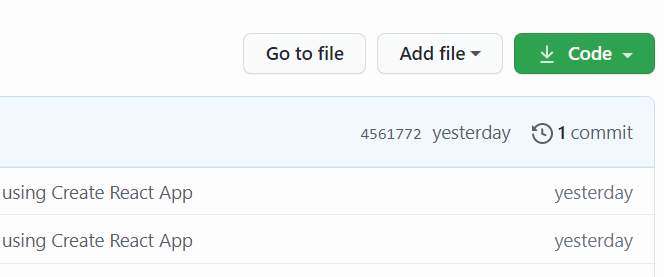 Go to file Add file Code
4561772 yesterday 1 commit
using Create React App yesterday
using Create React App yesterday